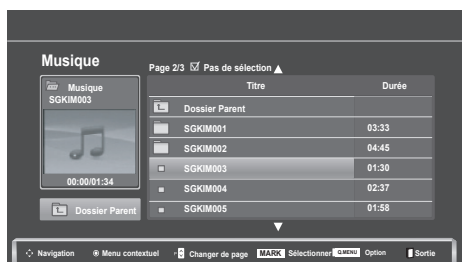 Musique
Page 2/3 Pas de sélection
Musique
SGKIM003
00:00/01:34
Dossier Parent
Titre Durée
Dossier Parent
SGKIM001 03:33
SGKIM002 04:45
SGKIM003 01:30
SGKIM004 02:37
SGKIM005 01:58
Navigation Menu contextuel Changer de page MARK Sélectionner Q.MENU Option Sortie